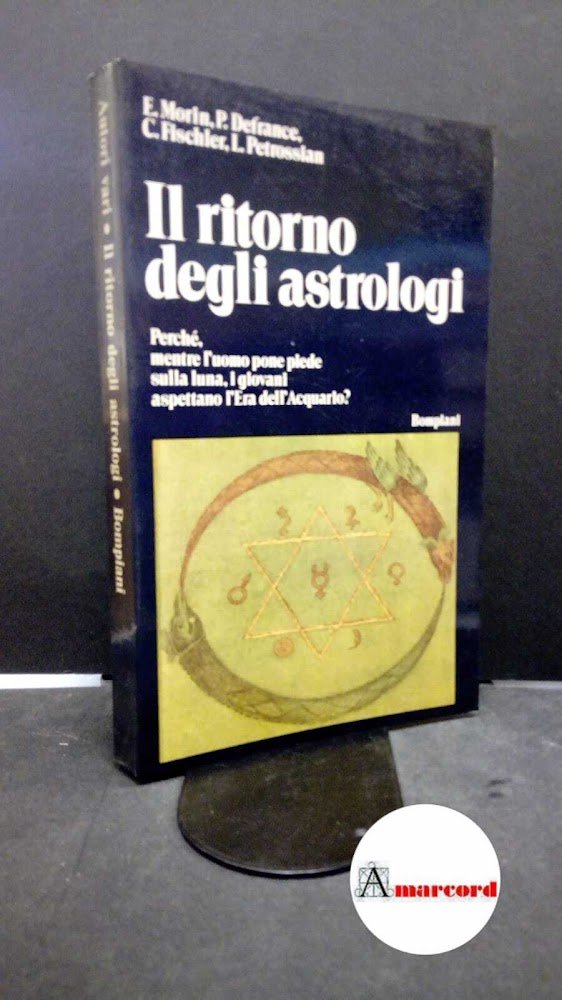 E. Morin, P. Defrance,
C. Fischler, L. Petrossian
Il ritorno
degli astrologi
Perché,
mentre l'uomo pone piede
sulla luna, i giovani
aspettano l'Era dell'Acquario?
Bompiani
Autori vari • Il ritorno degli astrologi • Bompiani
Amarcord